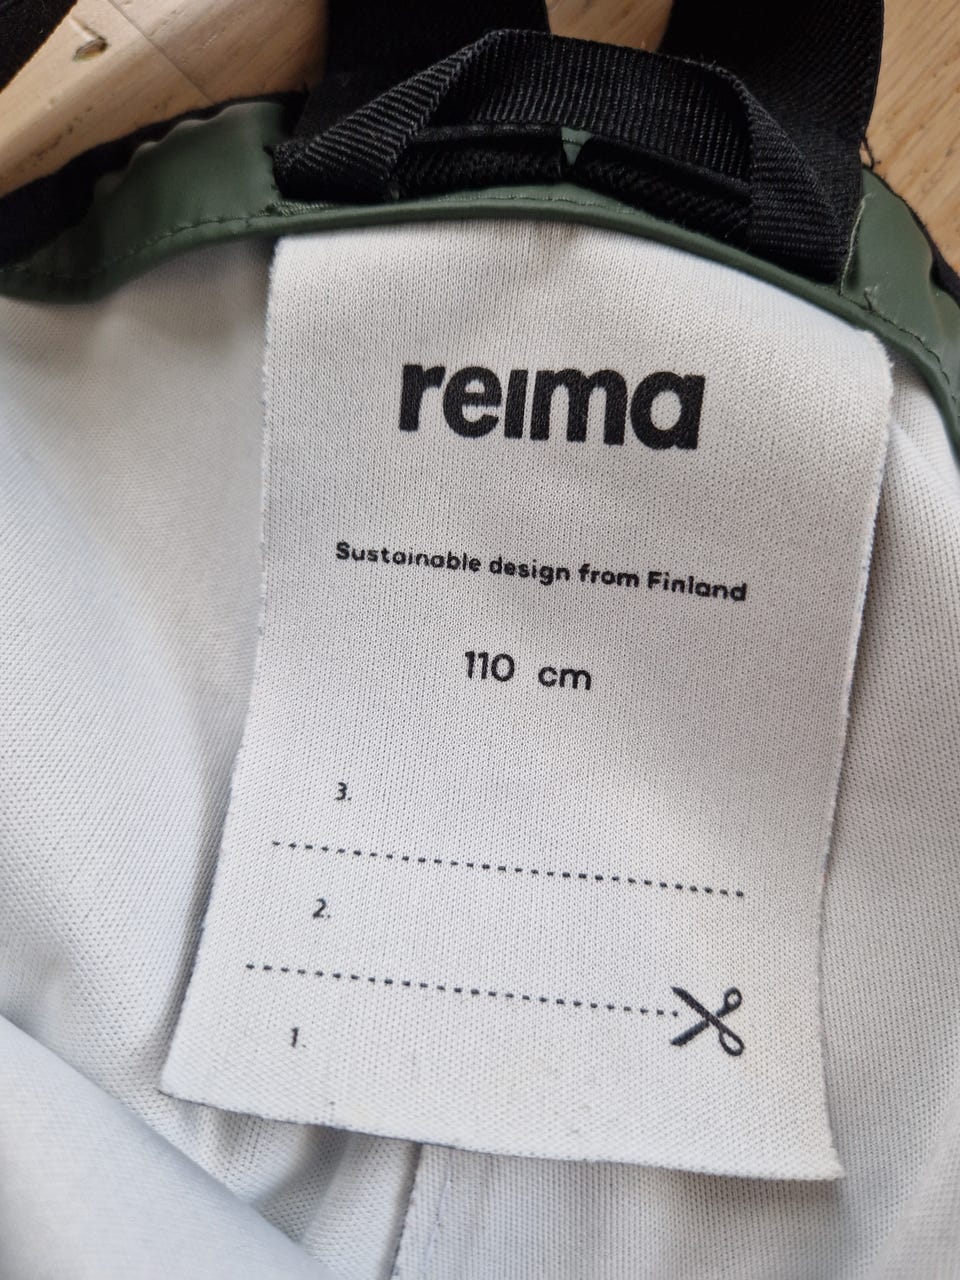 reima
Sustainable design from Finland
110 cm
3.
2.
1.